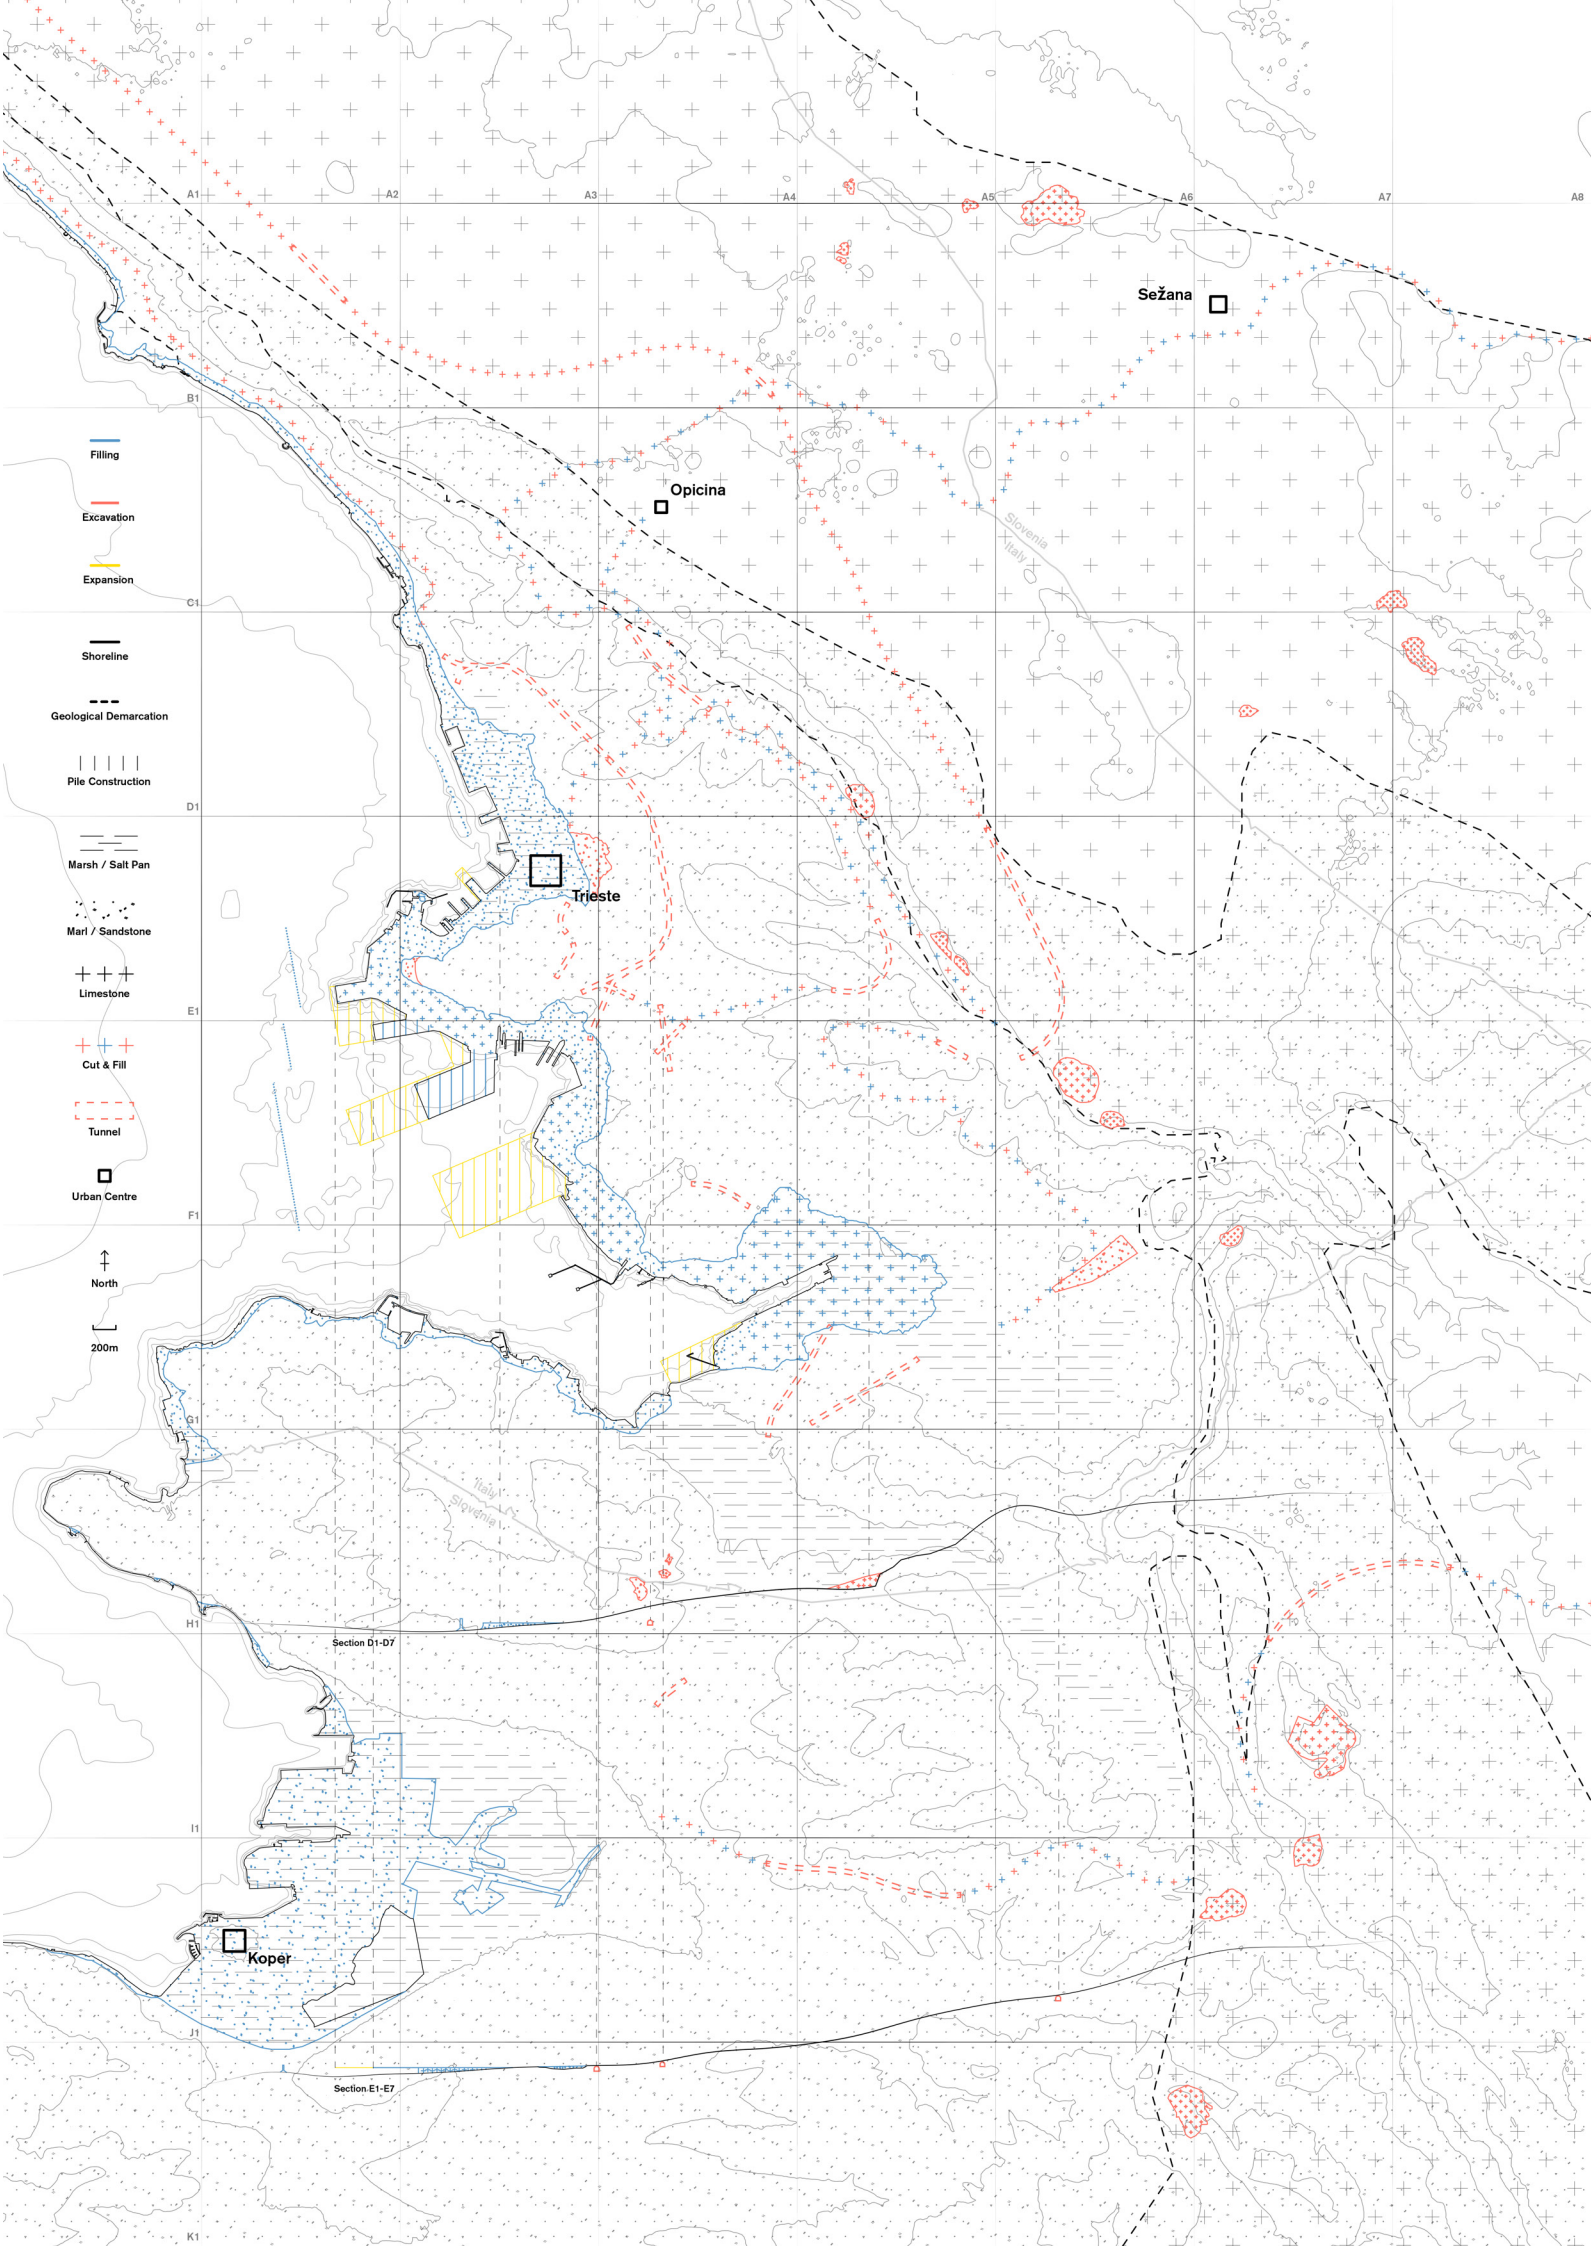 A1
A2
A3
A4
A5
A6
A7
A8
Sežana
B1
Filling
Opicina
Excavation
Slovenia
Italy
Expansion
C1
Shoreline
Geological Demarcation
Pile Construction
D1
Marsh / Salt Pan
Trieste
Marl / Sandstone
Limestone
E1
Cut & Fill
Tunnel
Urban Centre
F1
North
200m
G1
Italy
Slovenia
H1
Section D1-D7
I1
Koper
J1
Section E1-E7
K1